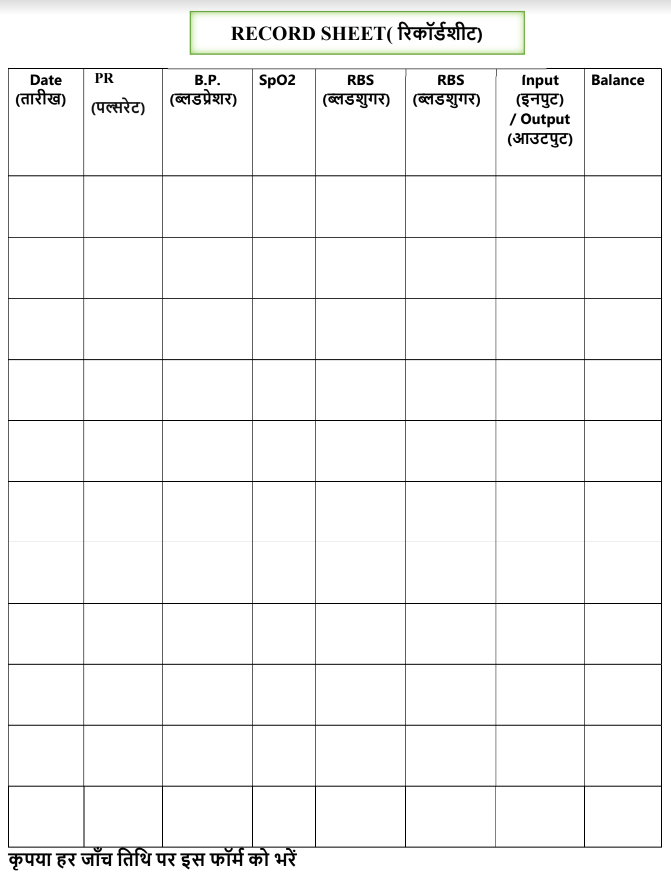 RECORD SHEET( रिकॉर्डशीट)
Date (तारीख)
PR (पल्सरेट)
B.P. (ब्लडप्रेशर)
SpO2
RBS (ब्लडशुगर)
RBS (ब्लडशुगर)
Input (इनपुट) / Output (आउटपुट)
Balance
कृपया हर जाँच तिथि पर इस फॉर्म को भरें